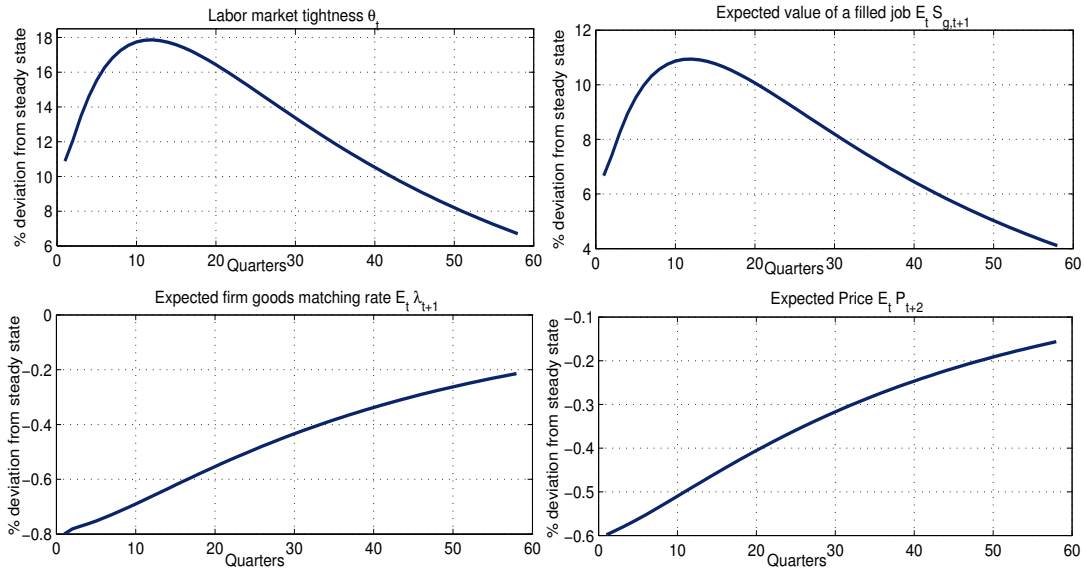 Labor market tightness θt
% deviation from steady state
18
16
14
12
10
8
6
0 10 20 30 40 50 60
Quarters
Expected value of a filled job Et Sg,t+1
% deviation from steady state
12
10
8
6
4
0 10 20 30 40 50 60
Quarters
Expected firm goods matching rate Et λt+1
% deviation from steady state
0
−0.2
−0.4
−0.6
−0.8
0 10 20 30 40 50 60
Quarters
Expected Price Et Pt+2
% deviation from steady state
−0.1
−0.2
−0.3
−0.4
−0.5
−0.6
0 10 20 30 40 50 60
Quarters